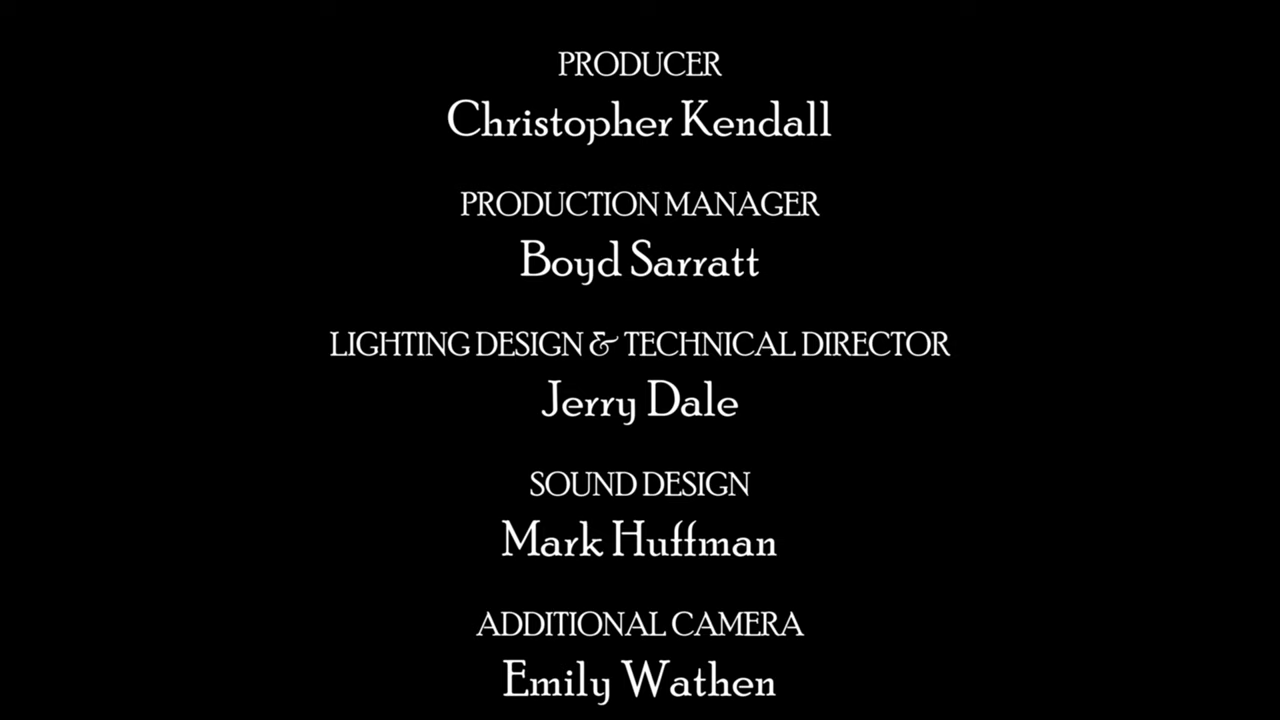 PRODUCER
Christopher Kendall
PRODUCTION MANAGER
Boyd Sarratt
LIGHTING DESIGN & TECHNICAL DIRECTOR
Jerry Dale
SOUND DESIGN
Mark Huffman
ADDITIONAL CAMERA
Emily Wathen